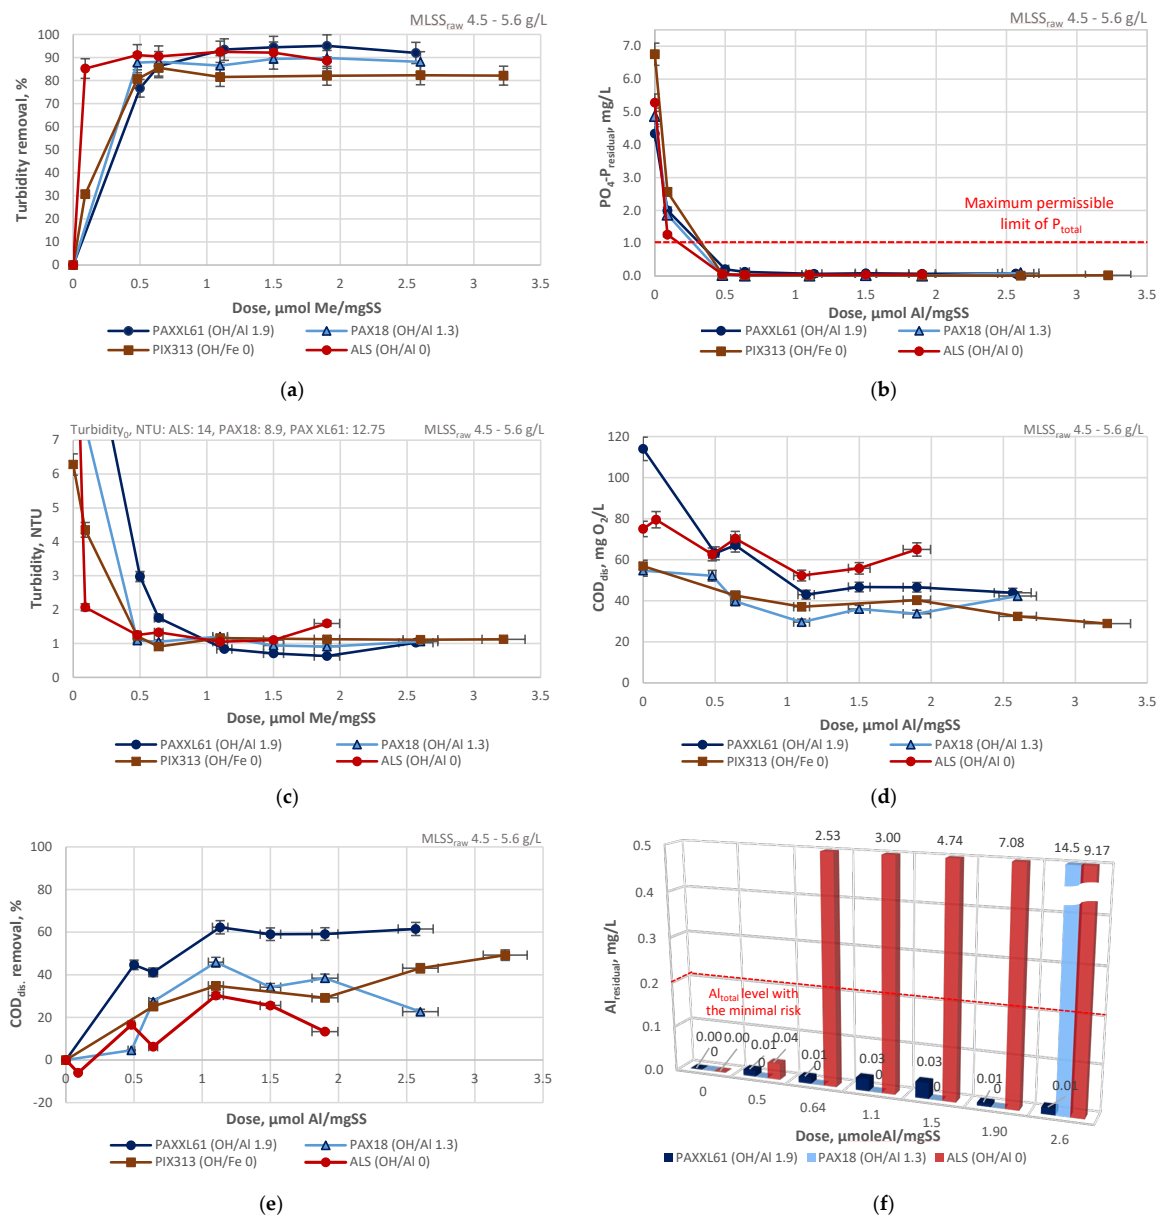 MLSSraw 4.5 - 5.6 g/L
100
90
80
70
60
50
40
30
20
10
0
Turbidity removal, %
0 0.5 1 1.5 2 2.5 3 3.5
Dose, µmol Me/mgSS
PAXXL61 (OH/Al 1.9) PAX18 (OH/Al 1.3)
PIX313 (OH/Fe 0) ALS (OH/Al 0)
(a)
MLSSraw 4.5 - 5.6 g/L
7.0
6.0
5.0
4.0
3.0
2.0
1.0
0.0
PO4-Presidual, mg/L
Maximum permissible
limit of Ptotal
0 0.5 1 1.5 2 2.5 3 3.5
Dose, µmol Al/mgSS
PAXXL61 (OH/Al 1.9) PAX18 (OH/Al 1.3)
PIX313 (OH/Fe 0) ALS (OH/Al 0)
(b)
Turbidity0, NTU: ALS: 14, PAX18: 8.9, PAX XL61: 12.75 MLSSraw 4.5 - 5.6 g/L
7
6
5
4
3
2
1
0
Turbidity, NTU
0 0.5 1 1.5 2 2.5 3 3.5
Dose, µmol Me/mgSS
PAXXL61 (OH/Al 1.9) PAX18 (OH/Al 1.3)
PIX313 (OH/Fe 0) ALS (OH/Al 0)
(c)
MLSSraw 4.5 - 5.6 g/L
120
100
80
60
40
20
0
CODdis, mg O2/L
0 0.5 1 1.5 2 2.5 3 3.5
Dose, µmol Al/mgSS
PAXXL61 (OH/Al 1.9) PAX18 (OH/Al 1.3)
PIX313 (OH/Fe 0) ALS (OH/Al 0)
(d)
MLSSraw 4.5 - 5.6 g/L
100
80
60
40
20
0
-20
CODdis. removal, %
0 0.5 1 1.5 2 2.5 3 3.5
Dose, µmol Al/mgSS
PAXXL61 (OH/Al 1.9) PAX18 (OH/Al 1.3)
PIX313 (OH/Fe 0) ALS (OH/Al 0)
(e)
2.53 3.00 4.74 7.08 14.5 9.17
0.5
0.4
0.3
0.2
0.1
0.0
Alresidual, mg/L
Altotal level with
the minimal risk
0.00 0 0.00 0.01 0 0.04 0.01 0 0.03 0 0.03 0 0.01 0 0.01
0 0.5 0.64 1.1 1.5 1.90 2.6
Dose, µmoleAl/mgSS
PAXXL61 (OH/Al 1.9) PAX18 (OH/Al 1.3) ALS (OH/Al 0)
(f)